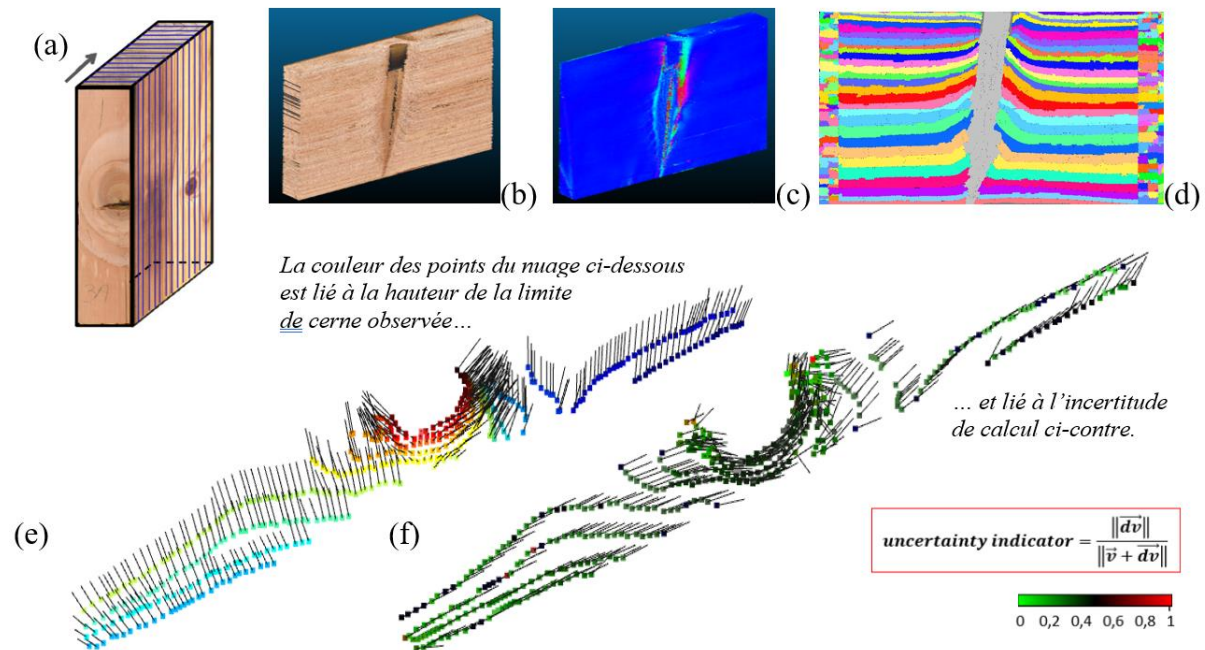 (a)
(b)
(c)
(d)
La couleur des points du nuage ci-dessous
est lié à la hauteur de la limite
de cerne observée…
… et lié à l’incertitude
de calcul ci-contre.
(e)
(f)
uncertainty indicator = ‖dv⃗‖ / ‖v⃗ + dv⃗‖
0 0,2 0,4 0,6 0,8 1